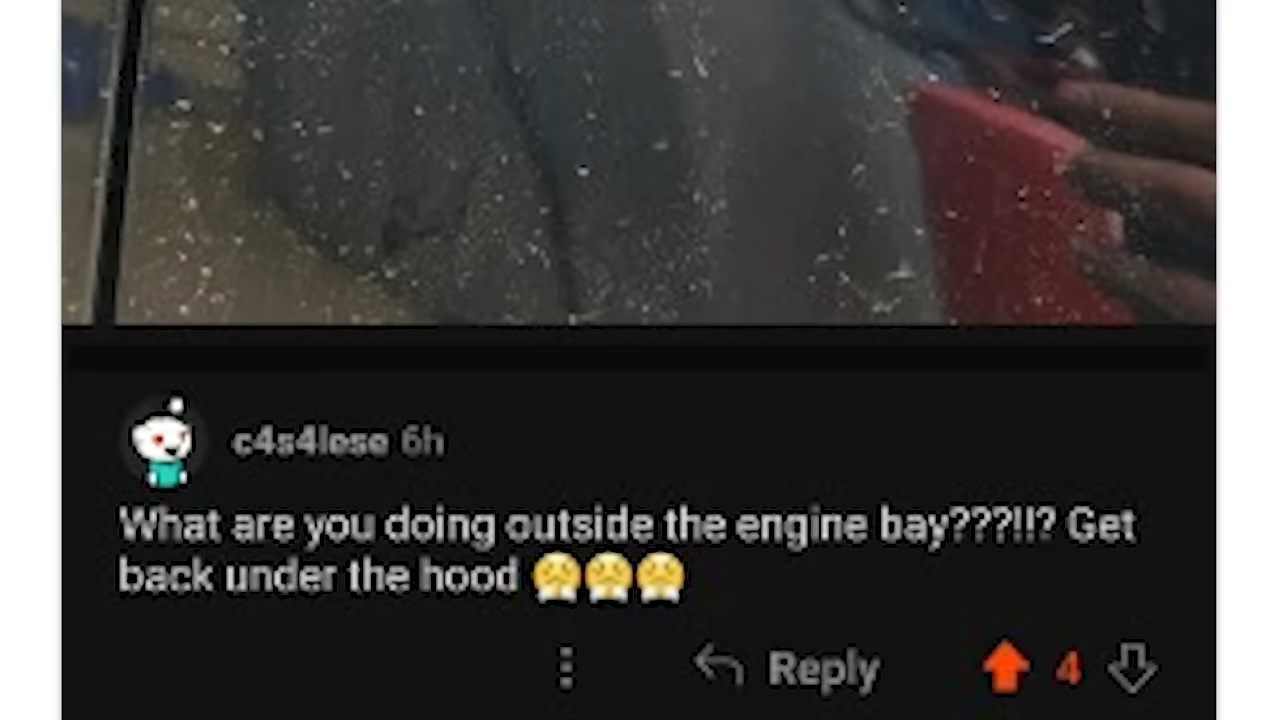 c4s4lese 6h
What are you doing outside the engine bay???!!? Get
back under the hood 😤😤😤
Reply 4